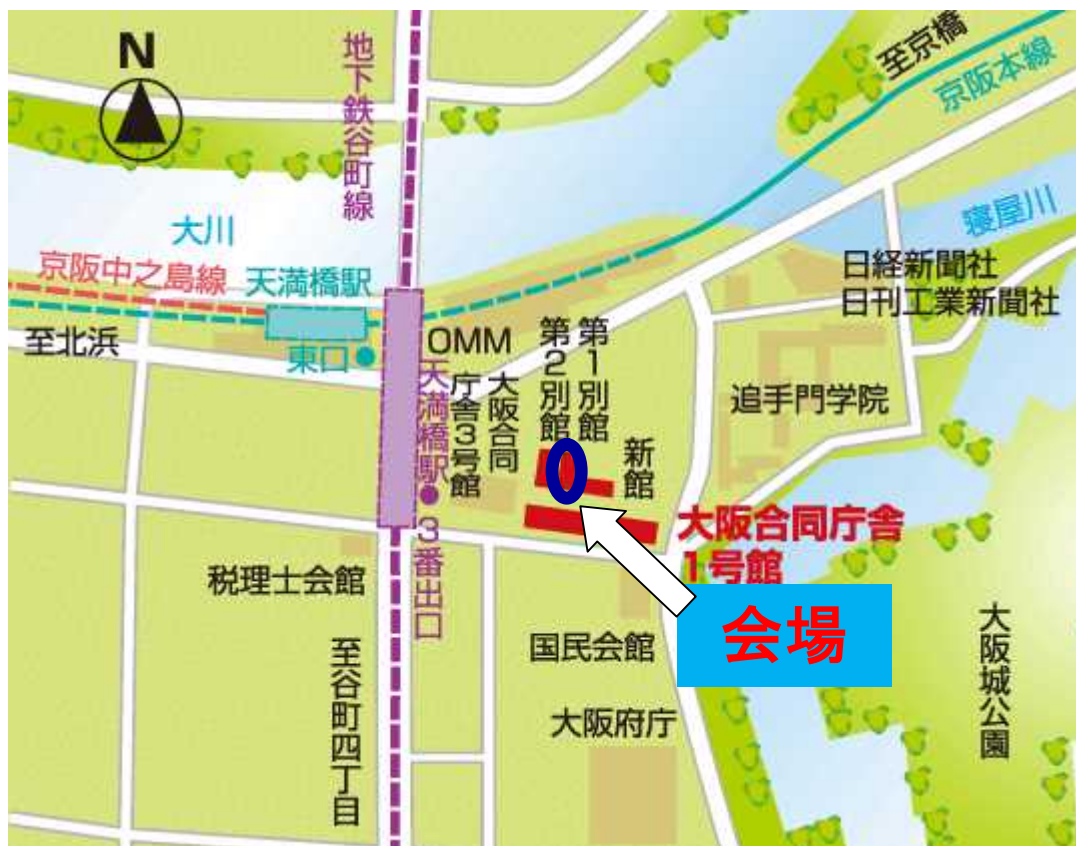 N
地下鉄谷町線
至京橋
京阪本線
大川
寝屋川
京阪中之島線
天満橋駅
日経新聞社
日刊工業新聞社
至北浜
東口
OMM
天満橋駅
3番出口
大阪合同
庁舎3号館
第1別館
第2別館
新館
追手門学院
大阪合同庁舎
1号館
会場
税理士会館
国民会館
大阪府庁
大阪城公園
至谷町四丁目